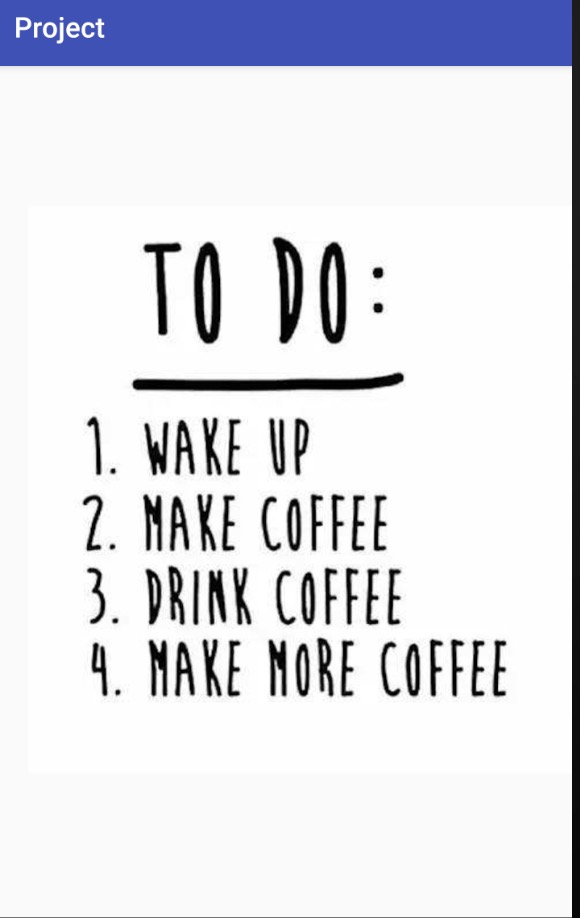 Project
TO DO:
1. WAKE UP
2. MAKE COFFEE
3. DRINK COFFEE
4. MAKE MORE COFFEE